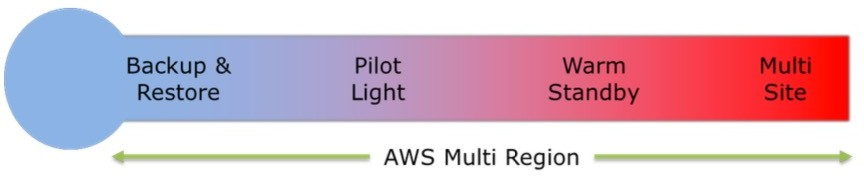 Backup &
Restore
Pilot
Light
Warm
Standby
Multi
Site
AWS Multi Region